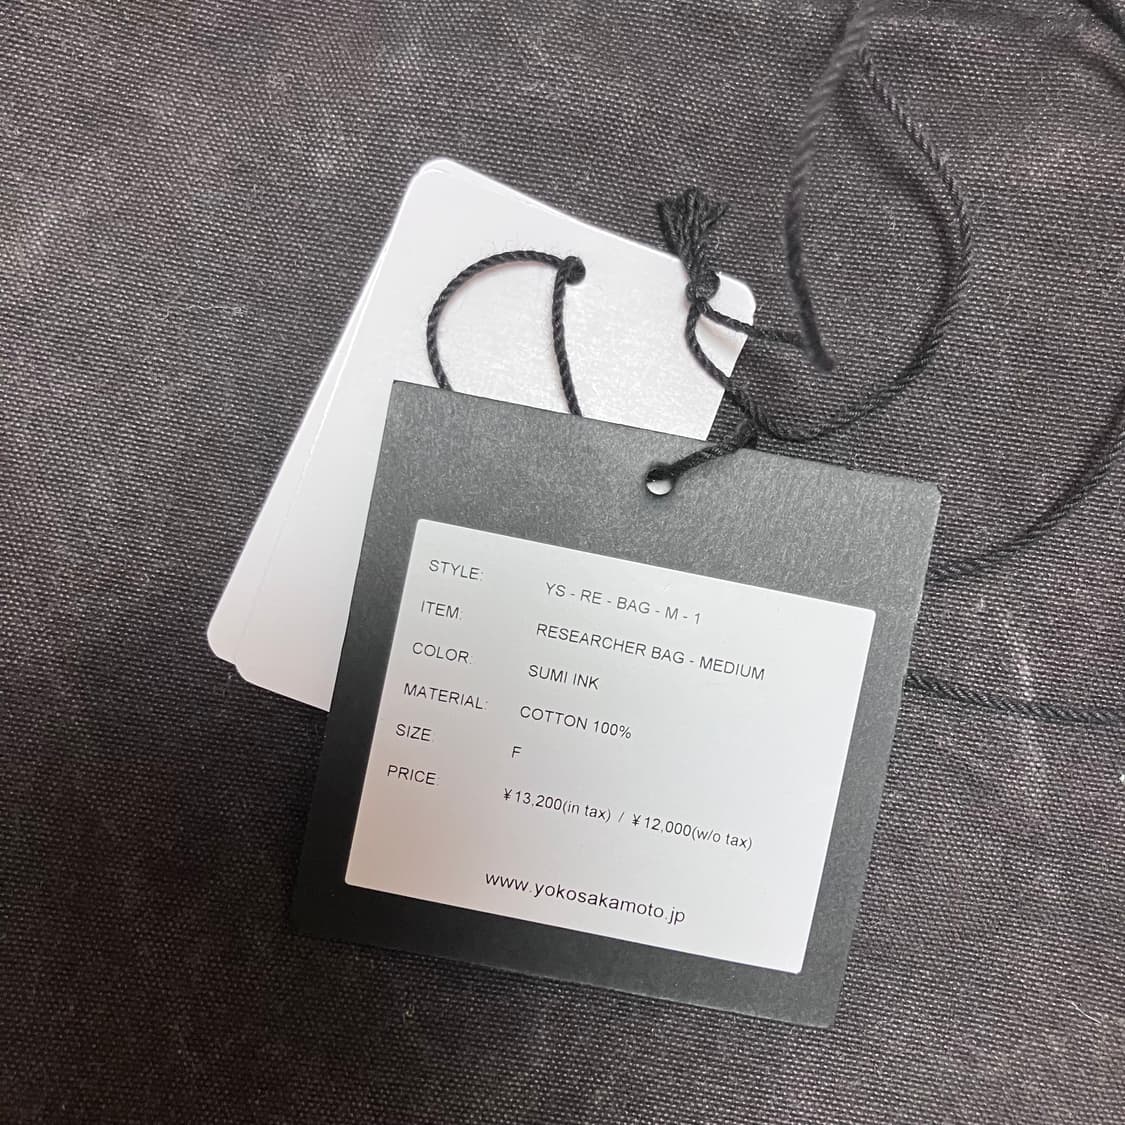 STYLE: YS - RE - BAG - M - 1
ITEM: RESEARCHER BAG - MEDIUM
COLOR: SUMI INK
MATERIAL: COTTON 100%
SIZE: F
PRICE: ¥13,200(in tax) / ¥12,000(w/o tax)
www.yokosakamoto.jp